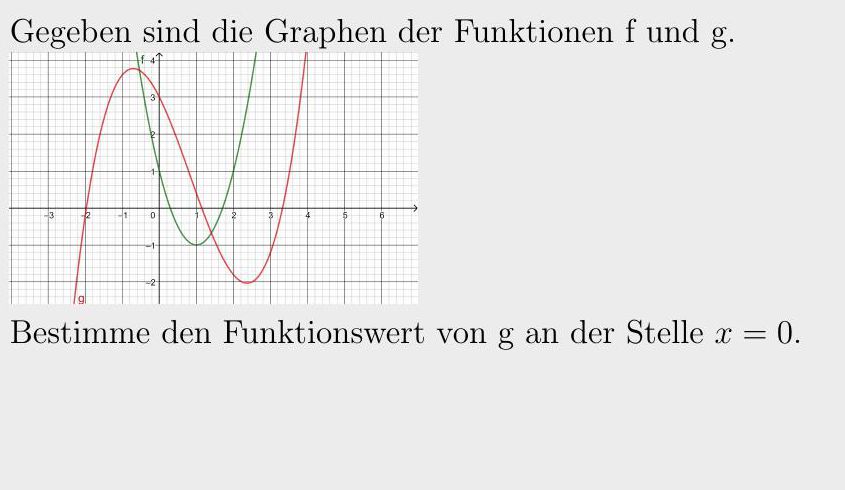 Gegeben sind die Graphen der Funktionen f und g.
f 4
3
2
1
-3 -2 -1 0 1 2 3 4 5 6
-1
-2
g
Bestimme den Funktionswert von g an der Stelle x = 0.